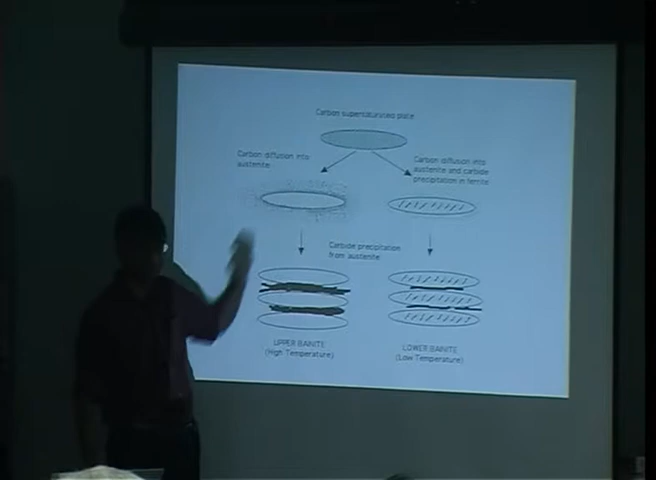 Carbon supersaturated plate
Carbon diffusion into
austenite
Carbon diffusion into
austenite and carbide
precipitation in ferrite
Carbide precipitation
from austenite
UPPER BAINITE
(High Temperature)
LOWER BAINITE
(Low Temperature)